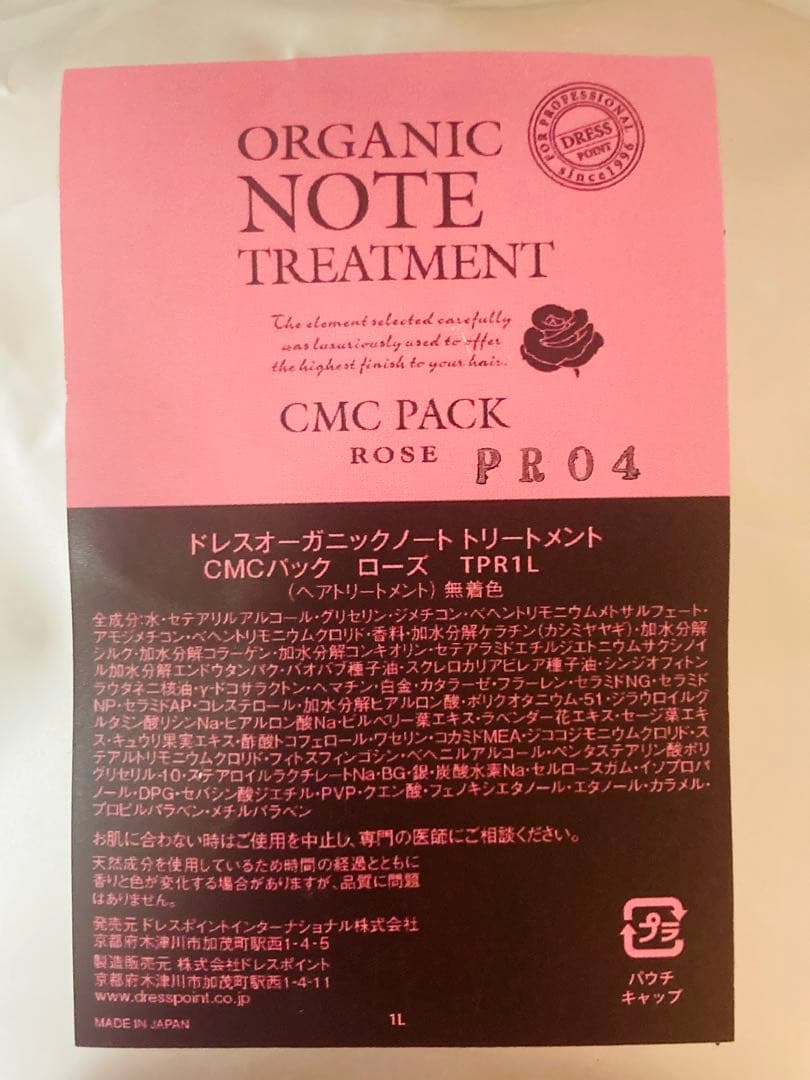 ORGANIC
NOTE
TREATMENT
FOR PROFESSIONAL
DRESS
POINT
since1996
The element selected carefully
was luxuriously used to offer
the highest finish to your hair.
CMC PACK
ROSE
PR04
ドレスオーガニックノート トリートメント
CMCパック ローズ TPR1L
(ヘアトリートメント) 無着色
全成分:水・セテアリルアルコール・グリセリン・ジメチコン・ベヘントリモニウムメトサルフェート・
アモジメチコン・ベヘントリモニウムクロリド・香料・加水分解ケラチン(カシミヤヤギ)・加水分解
シルク・加水分解コラーゲン・加水分解コンキオリン・セテアラミドエチルジエトニウムサクシノイ
ル加水分解エンドウタンパク・バオバブ種子油・スクレロカリアビレア種子油・シンジオフィトン
ラウタネニ核油・γ-ドコサラクトン・ヘマチン・白金・カタラーゼ・フラーレン・セラミドNG・セラミド
NP・セラミドAP・コレステロール・加水分解ヒアルロン酸・ポリクオタニウム-51・ジラウロイルグ
ルタミン酸リシンNa・ヒアルロン酸Na・ビルベリー葉エキス・ラベンダー花エキス・セージ葉エキ
ス・キュウリ果実エキス・酢酸トコフェロール・ワセリン・コカミドMEA・ジココジモニウムクロリド・ス
テアルトリモニウムクロリド・フィトスフィンゴシン・ベヘニルアルコール・ペンタステアリン酸ポリ
グリセリル-10・ステアロイルラクチレートNa・BG・銀・炭酸水素Na・セルロースガム・イソプロパ
ノール・DPG・セバシン酸ジエチル・PVP・クエン酸・フェノキシエタノール・エタノール・カラメル・
プロピルパラベン・メチルパラベン
お肌に合わない時はご使用を中止し、専門の医師にご相談ください。
天然成分を使用しているため時間の経過とともに
香りと色が変化する場合がありますが、品質に問題
はありません。
発売元 ドレスポイントインターナショナル株式会社
京都府木津川市加茂町駅西1-4-5
製造販売元 株式会社ドレスポイント
京都府木津川市加茂町駅西1-4-11
www.dresspoint.co.jp
MADE IN JAPAN
1L
プラ
パウチ
キャップ